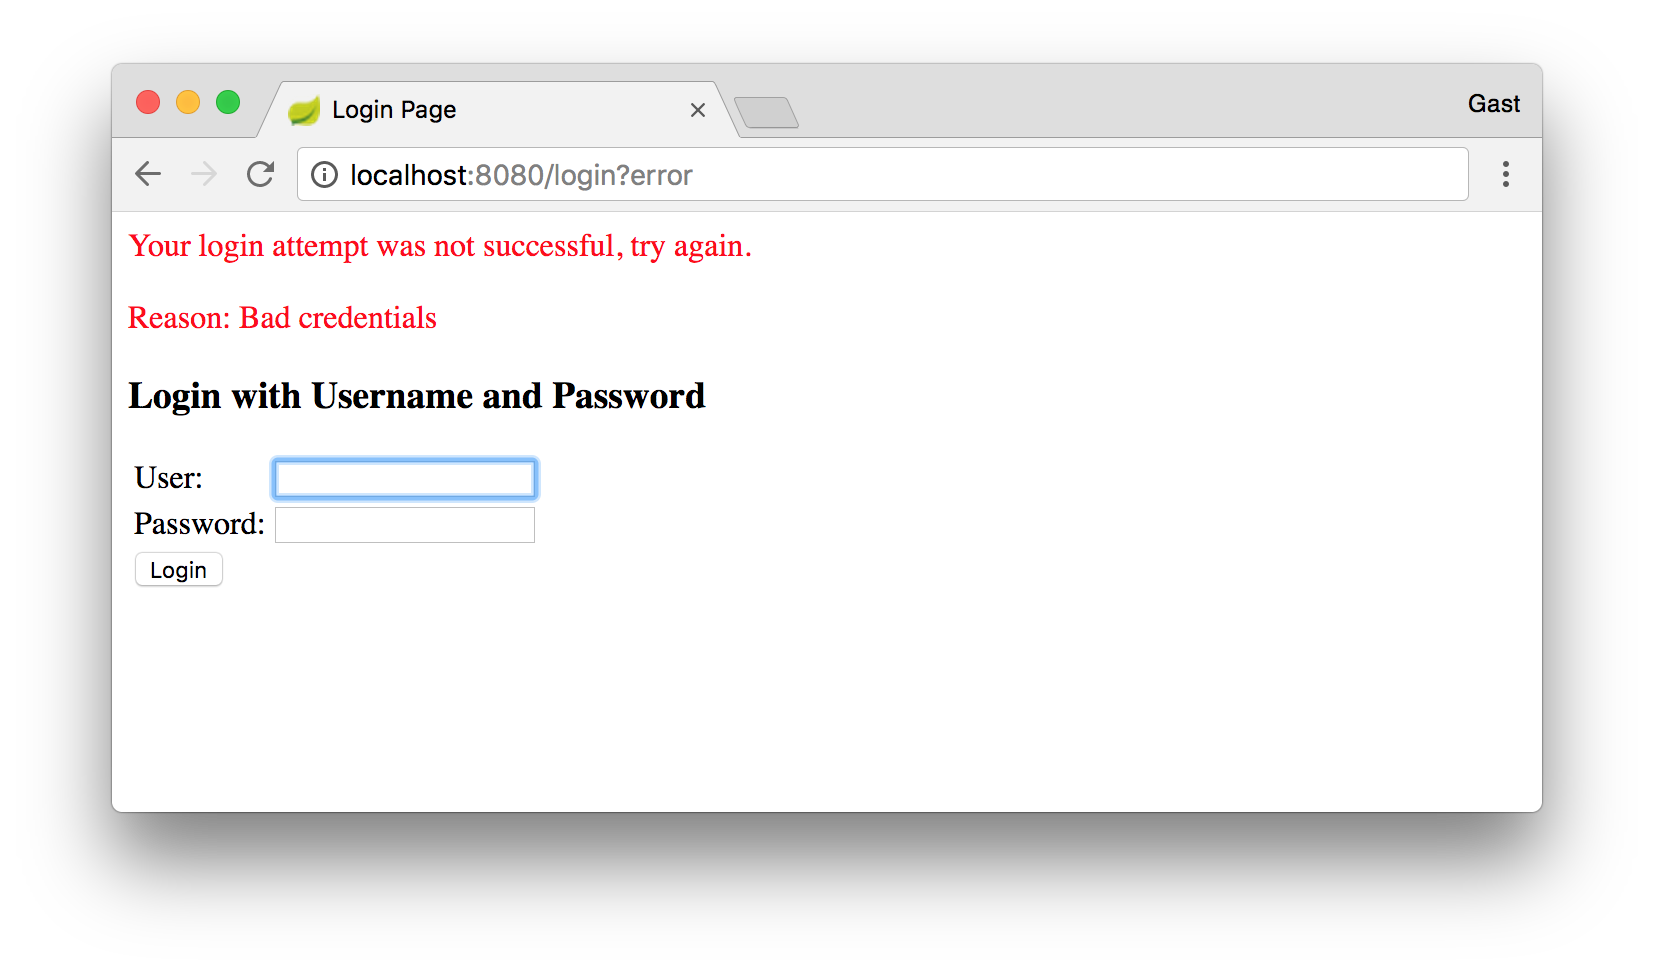 Login Page
Gast
localhost:8080/login?error
Your login attempt was not successful, try again.
Reason: Bad credentials
Login with Username and Password
User:
Password:
Login